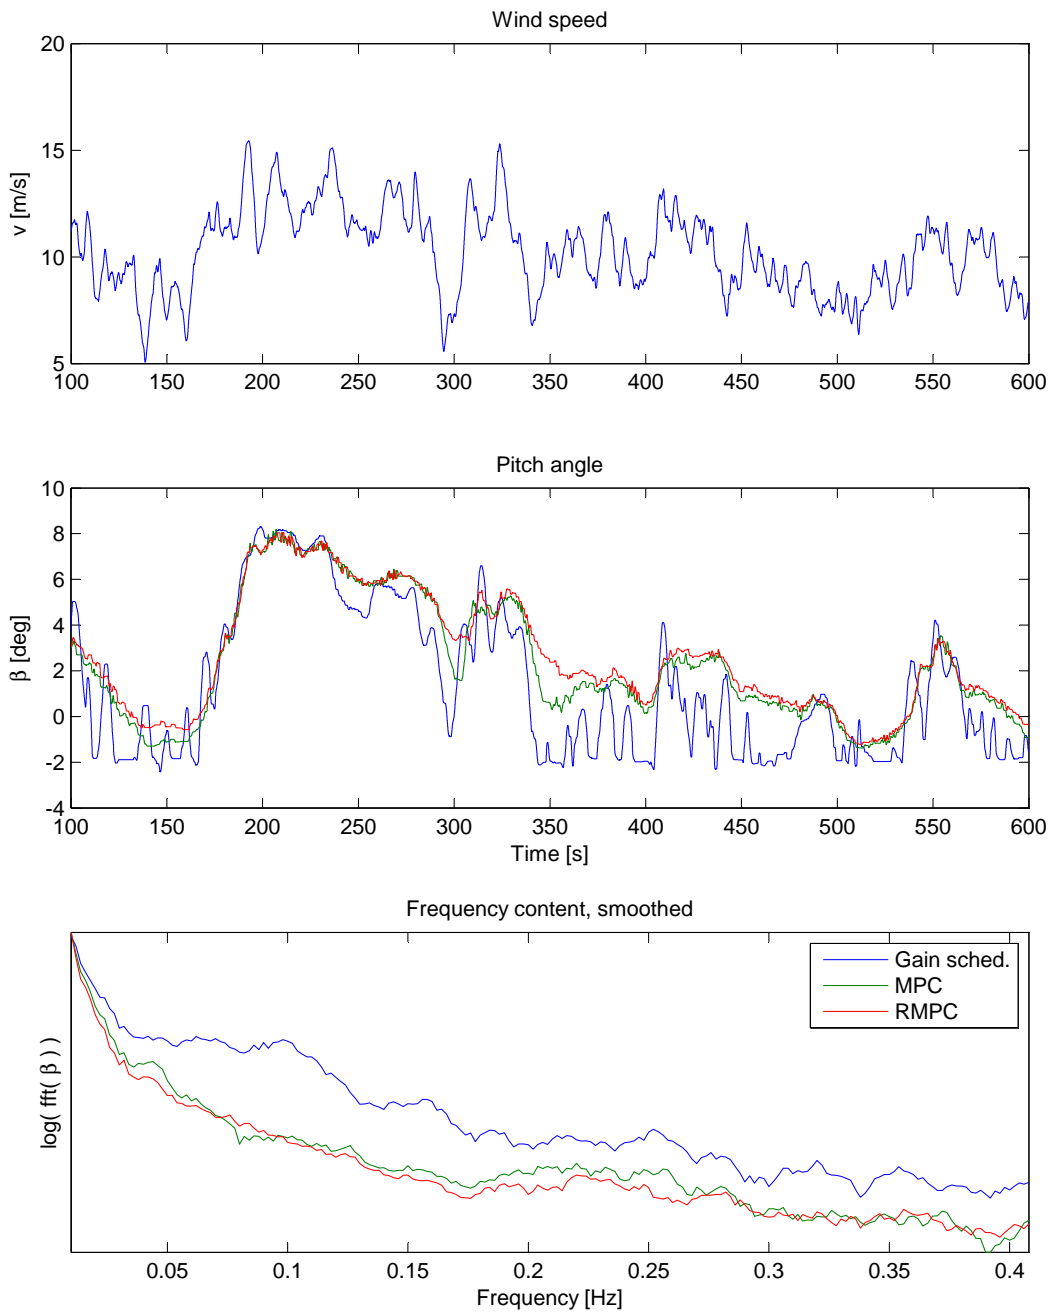 Wind speed
20
15
10
5
v [m/s]
100 150 200 250 300 350 400 450 500 550 600
Pitch angle
10
8
6
4
2
0
-2
-4
β [deg]
100 150 200 250 300 350 400 450 500 550 600
Time [s]
Frequency content, smoothed
Gain sched.
MPC
RMPC
log( fft( β ) )
0.05 0.1 0.15 0.2 0.25 0.3 0.35 0.4
Frequency [Hz]